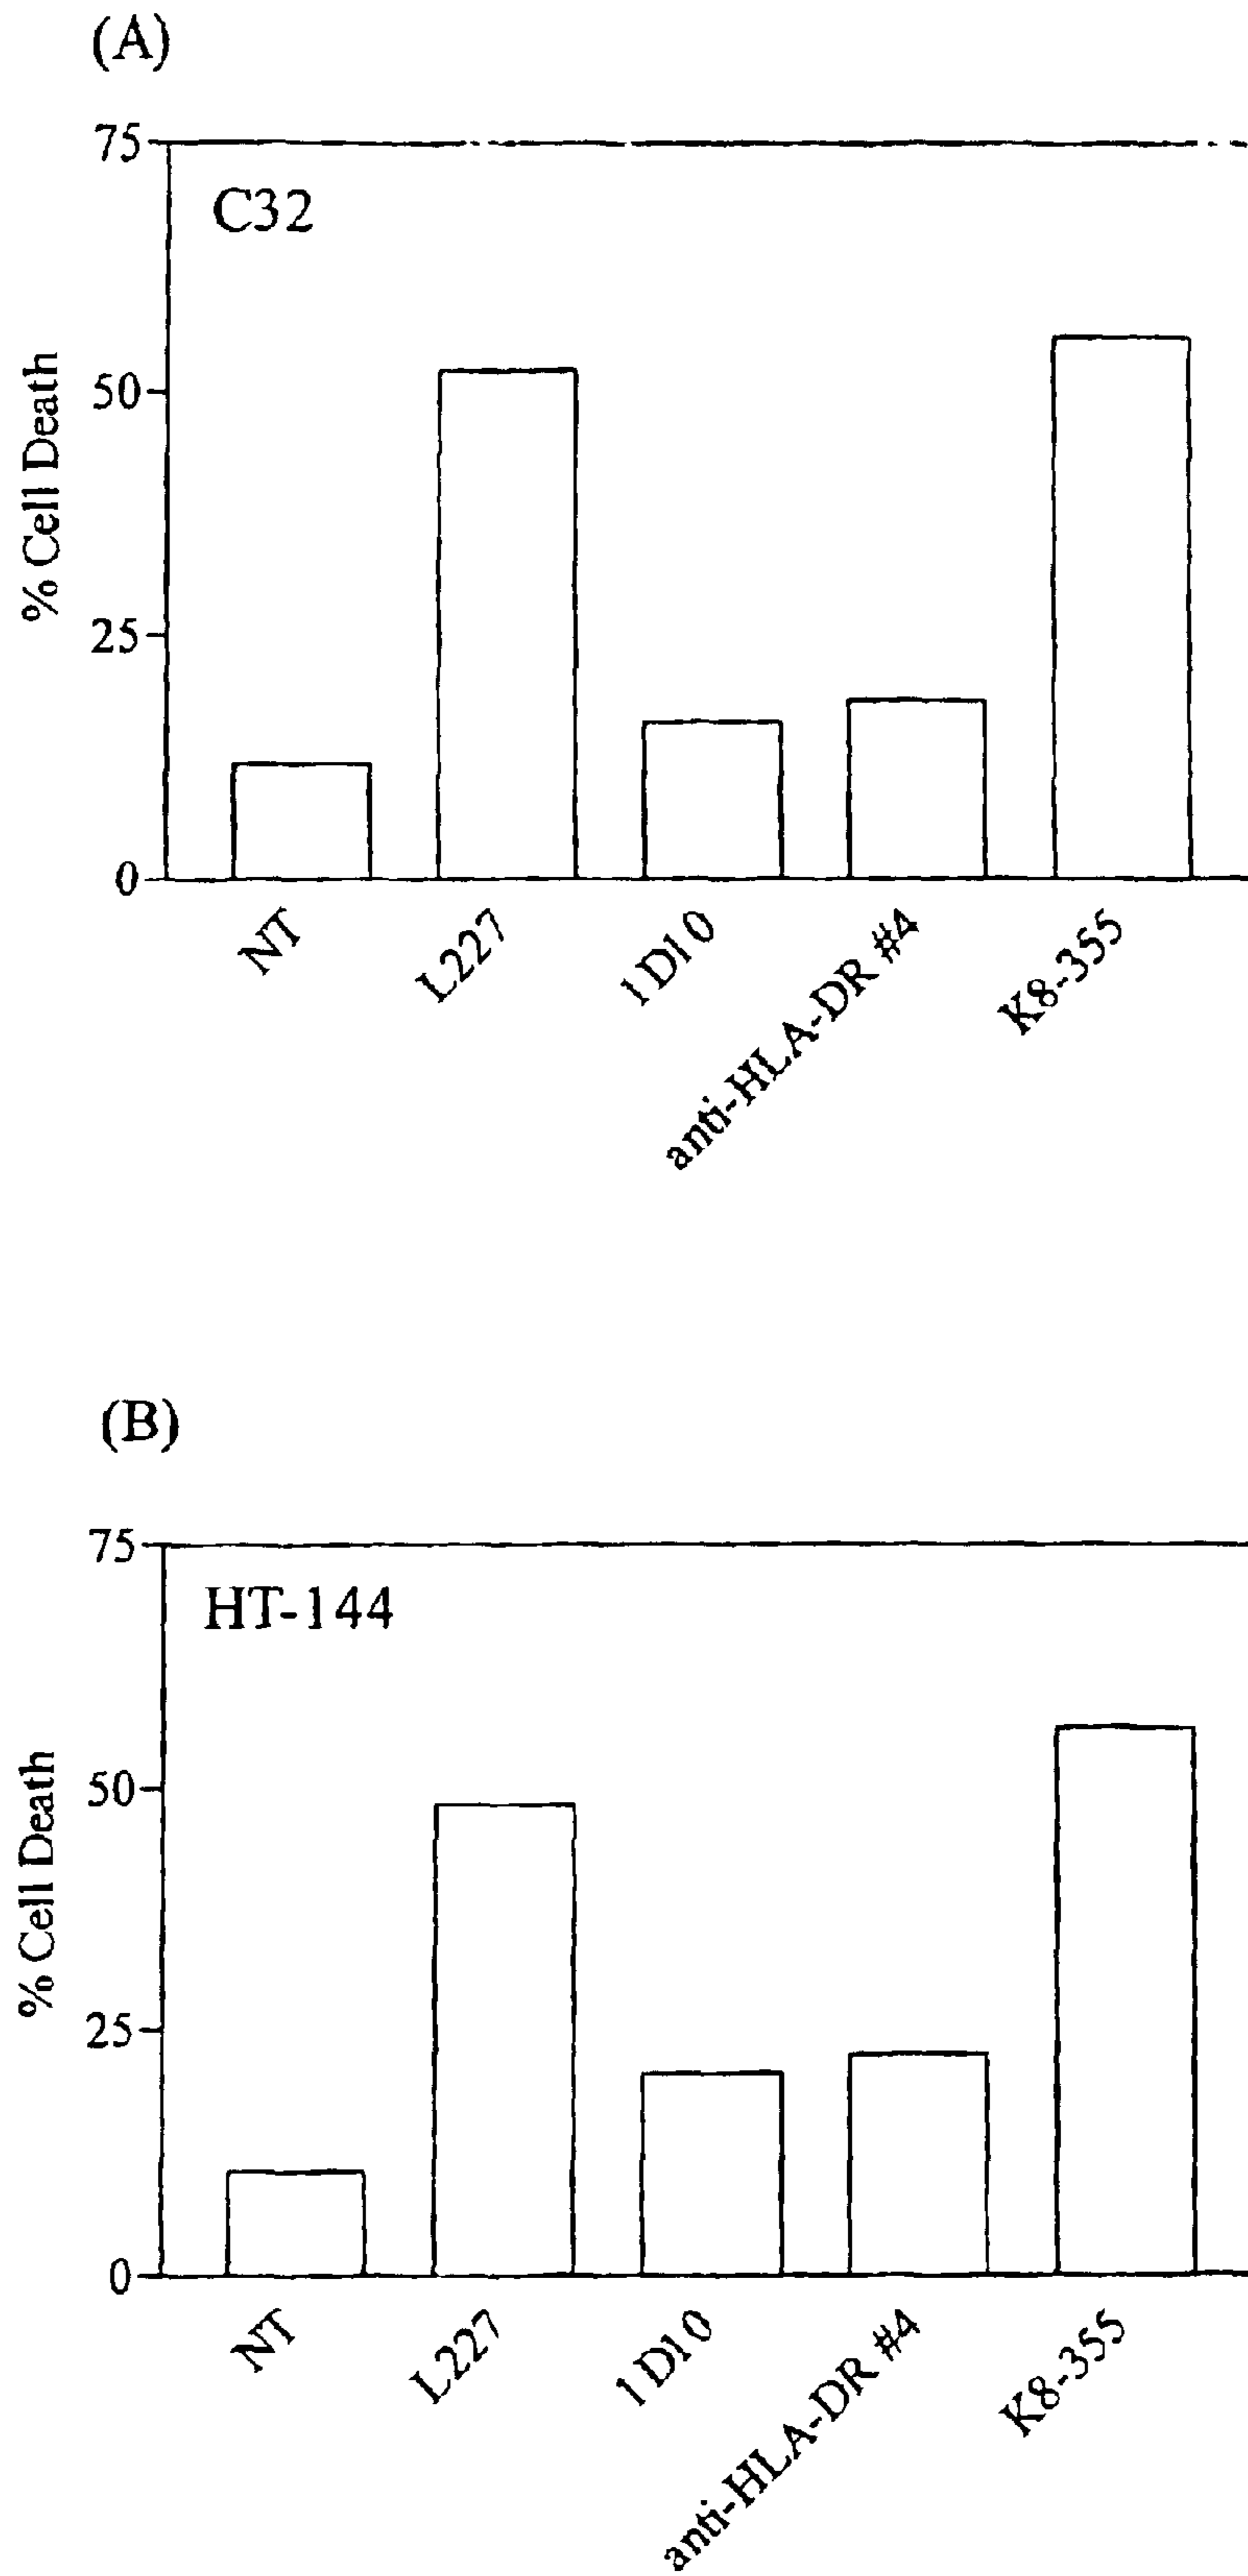 (A)
75
C32
50
25
0
% Cell Death
NT
L227
1D10
anti-HLA-DR #4
K8-355
(B)
75
HT-144
50
25
0
% Cell Death
NT
L227
1D10
anti-HLA-DR #4
K8-355